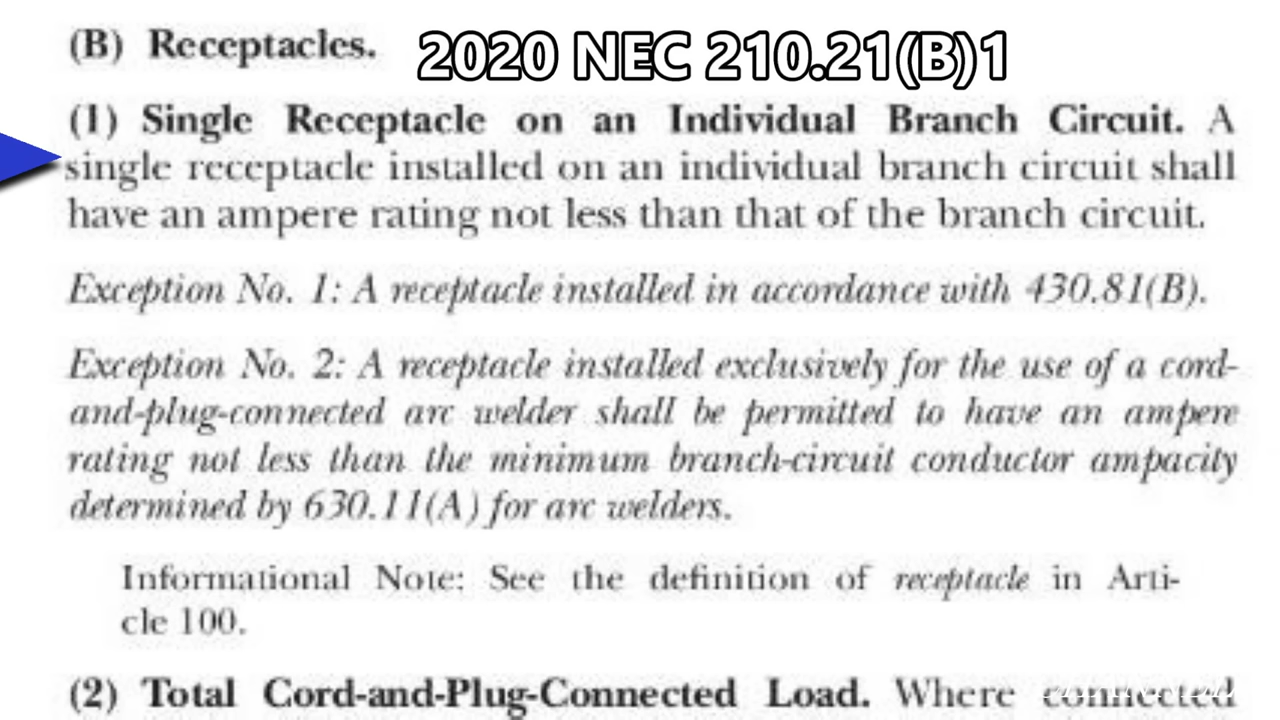 (B) Receptacles. 2020 NEC 210.21(B)1
(1) Single Receptacle on an Individual Branch Circuit. A
single receptacle installed on an individual branch circuit shall
have an ampere rating not less than that of the branch circuit.
Exception No. 1: A receptacle installed in accordance with 430.81(B).
Exception No. 2: A receptacle installed exclusively for the use of a cord-
and-plug-connected arc welder shall be permitted to have an ampere
rating not less than the minimum branch-circuit conductor ampacity
determined by 630.11(A) for arc welders.
Informational Note: See the definition of receptacle in Arti-
cle 100.
(2) Total Cord-and-Plug-Connected Load. Where connected